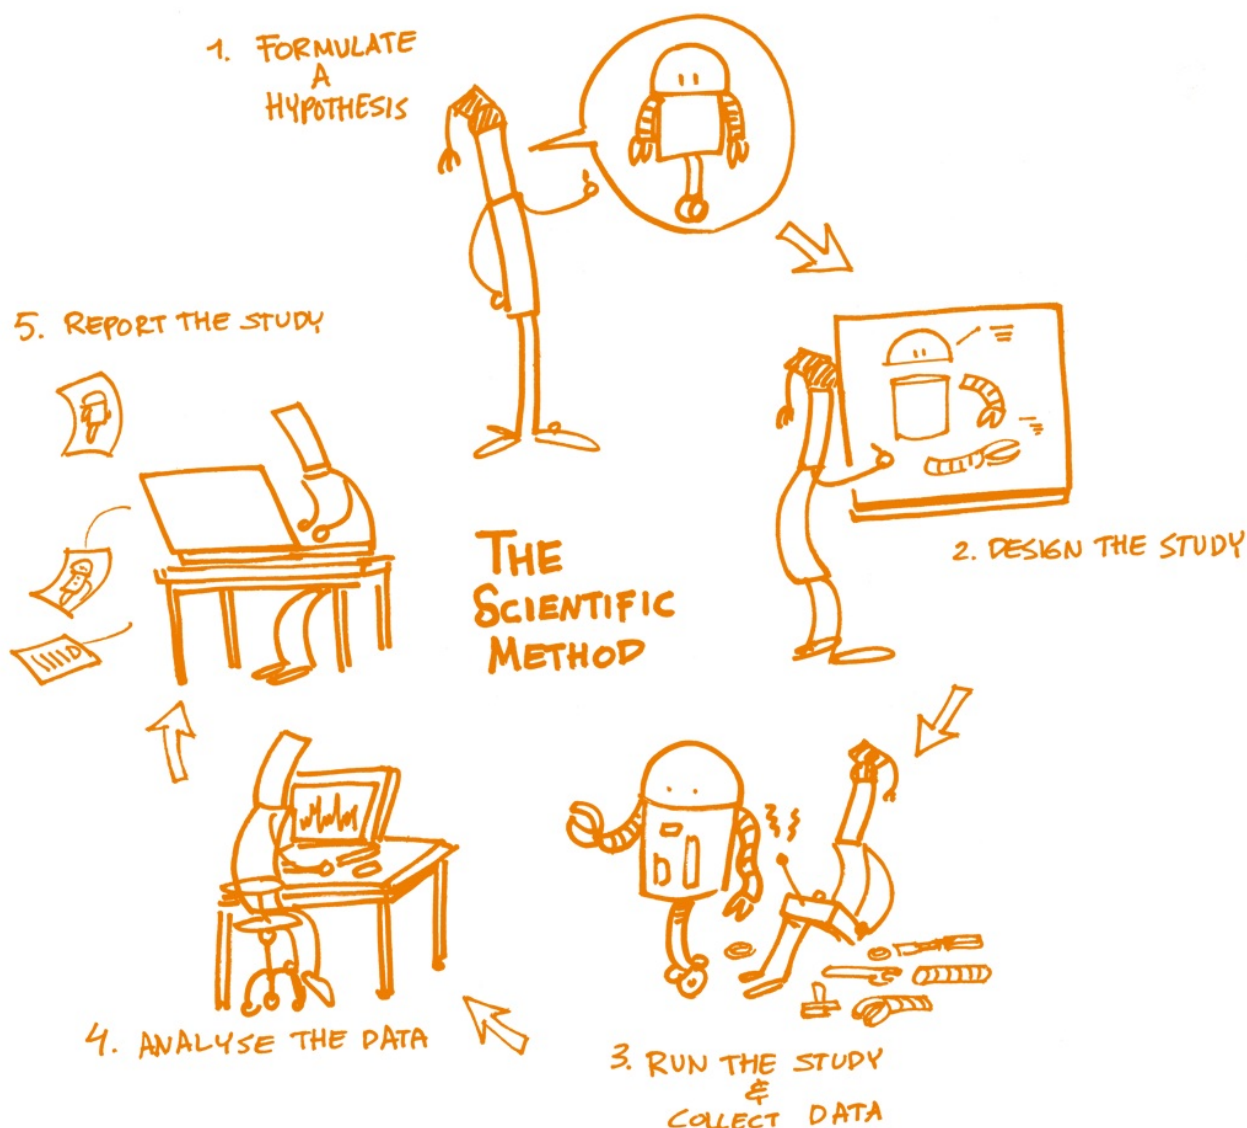 1. FORMULATE
A
HYPOTHESIS
2. DESIGN THE STUDY
3. RUN THE STUDY
&
COLLECT DATA
4. ANALYSE THE DATA
5. REPORT THE STUDY
THE
SCIENTIFIC
METHOD